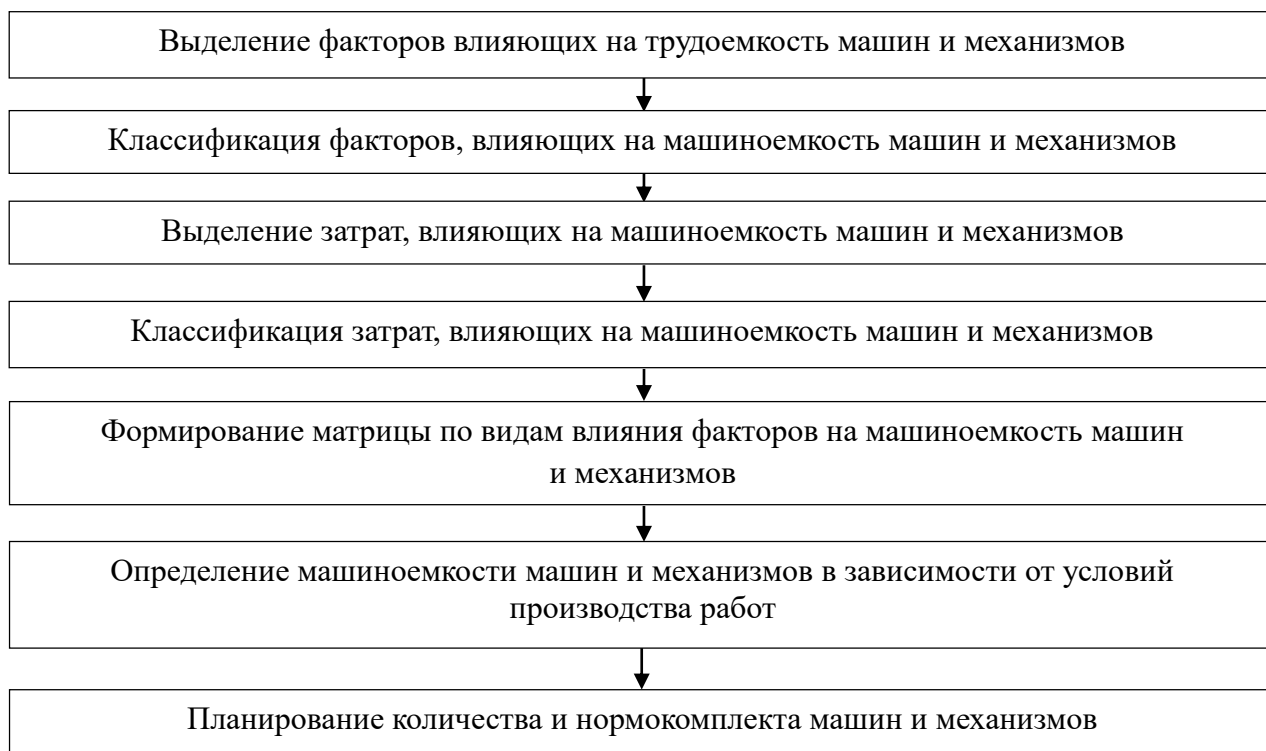 Выделение факторов влияющих на трудоемкость машин и механизмов
Классификация факторов, влияющих на машиноемкость машин и механизмов
Выделение затрат, влияющих на машиноемкость машин и механизмов
Классификация затрат, влияющих на машиноемкость машин и механизмов
Формирование матрицы по видам влияния факторов на машиноемкость машин
и механизмов
Определение машиноемкости машин и механизмов в зависимости от условий
производства работ
Планирование количества и нормокомплекта машин и механизмов